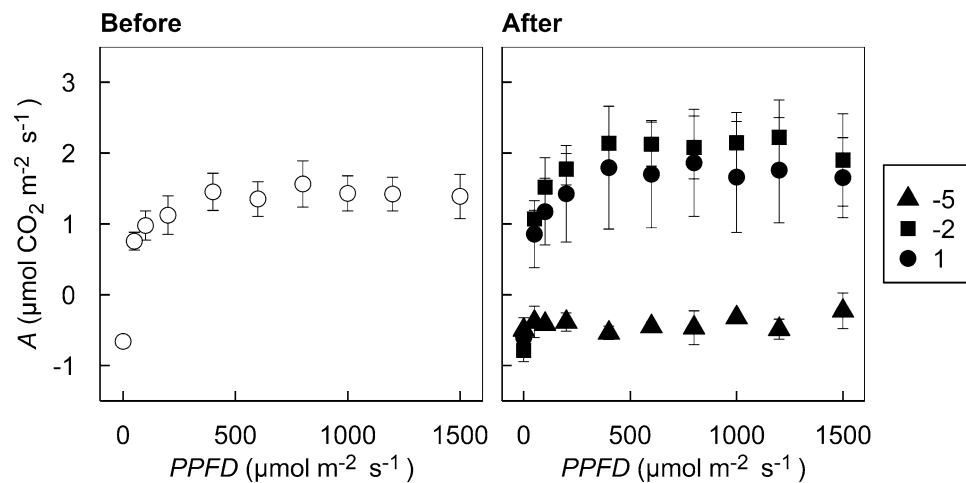 Before
After
A (µmol CO2 m-2 s-1)
3
2
1
0
-1
0 500 1000 1500
PPFD (µmol m-2 s-1)
0 500 1000 1500
PPFD (µmol m-2 s-1)
-5
-2
1